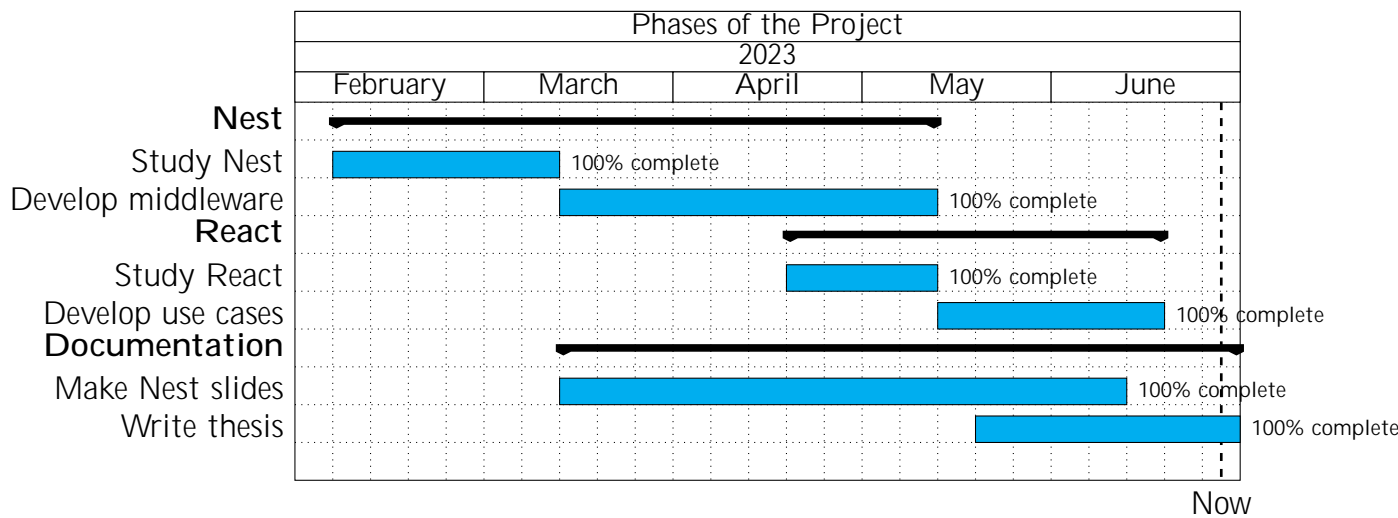 Phases of the Project
2023
February March April May June
Nest
Study Nest 100% complete
Develop middleware 100% complete
React
Study React 100% complete
Develop use cases 100% complete
Documentation
Make Nest slides 100% complete
Write thesis 100% complete
Now